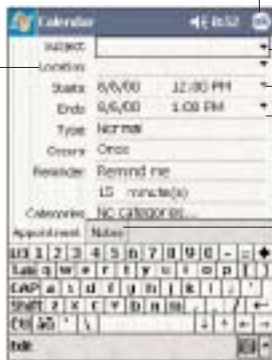 Calendar 8:52 ok
Subject:
Location:
Starts: 6/6/00 12:00 PM
Ends: 6/6/00 1:00 PM
Type: Normal
Occurs: Once
Reminder: Remind me
15 minute(s)
Categories: No categories...
Appointment Notes
123 1 2 3 4 5 6 7 8 9 0 - =
Tab q w e r t y u i o p [ ]
CAP a s d f g h j k l ; '
Shift z x c v b n m , . /
Ctl áü ` \
Edit